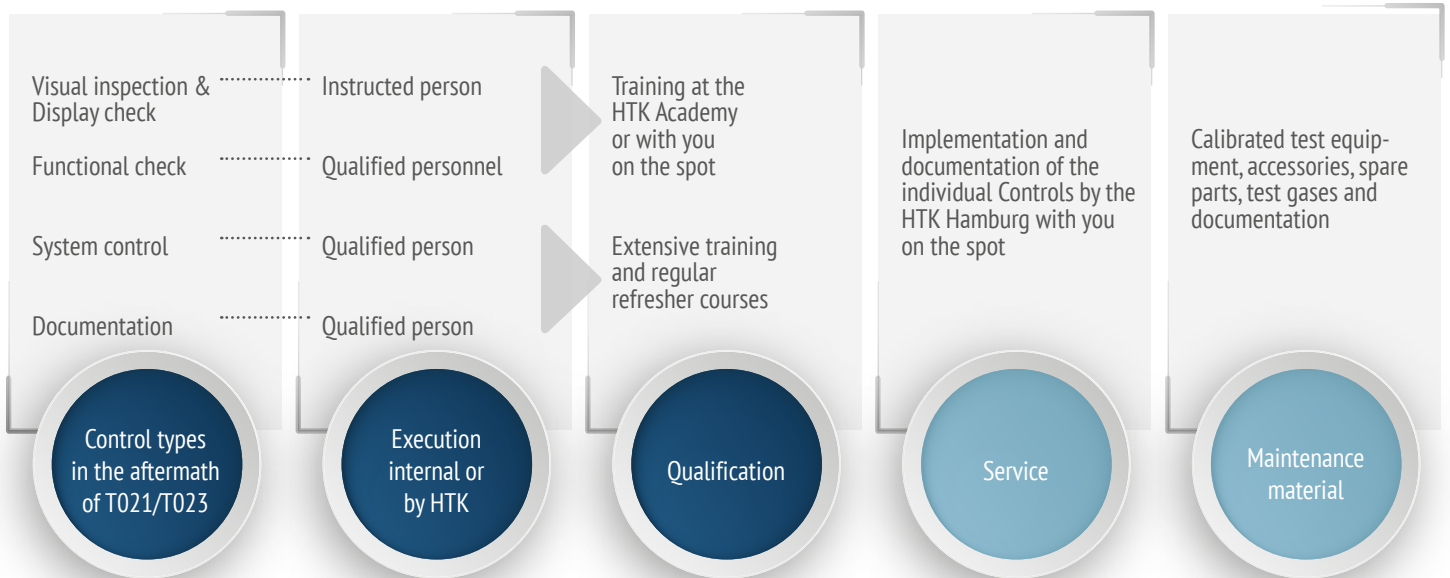 Visual inspection &
Display check
Functional check
System control
Documentation
Control types
in the aftermath
of T021/T023
Instructed person
Qualified personnel
Qualified person
Qualified person
Execution
internal or
by HTK
Training at the
HTK Academy
or with you
on the spot
Extensive training
and regular
refresher courses
Qualification
Implementation and
documentation of the
individual Controls by the
HTK Hamburg with you
on the spot
Service
Calibrated test equip-
ment, accessories, spare
parts, test gases and
documentation
Maintenance
material